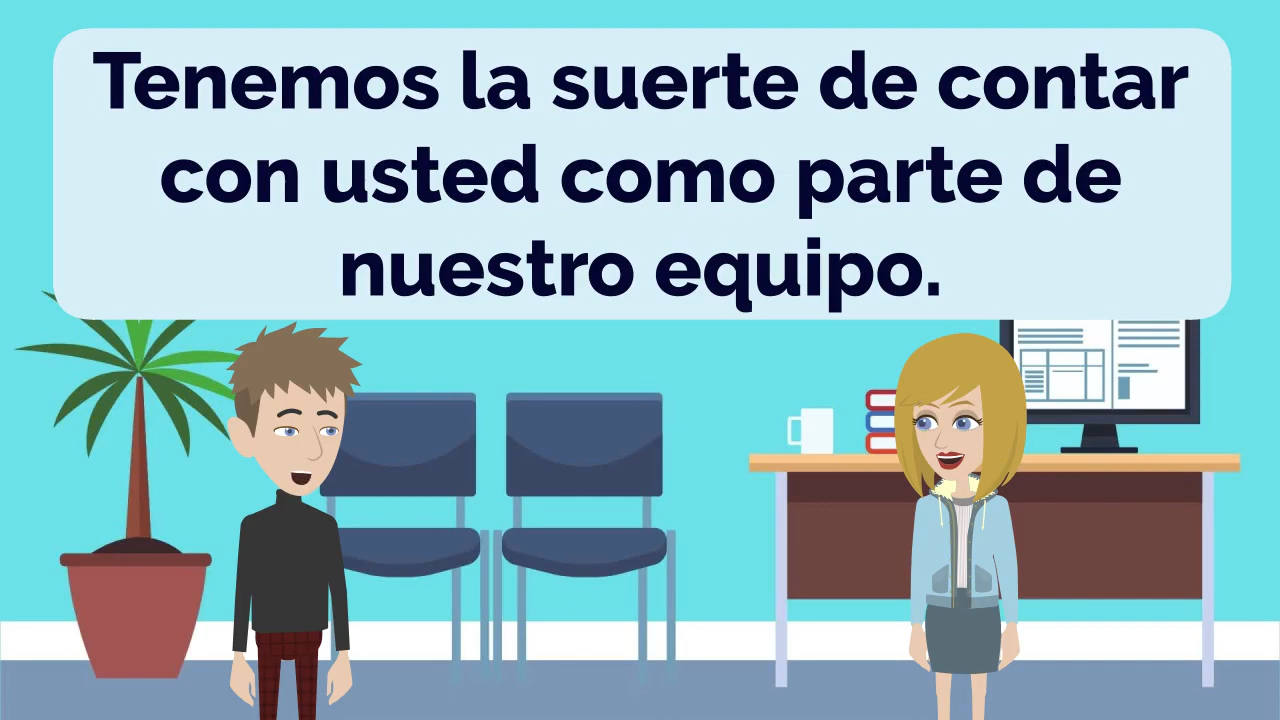 Tenemos la suerte de contar
con usted como parte de
nuestro equipo.